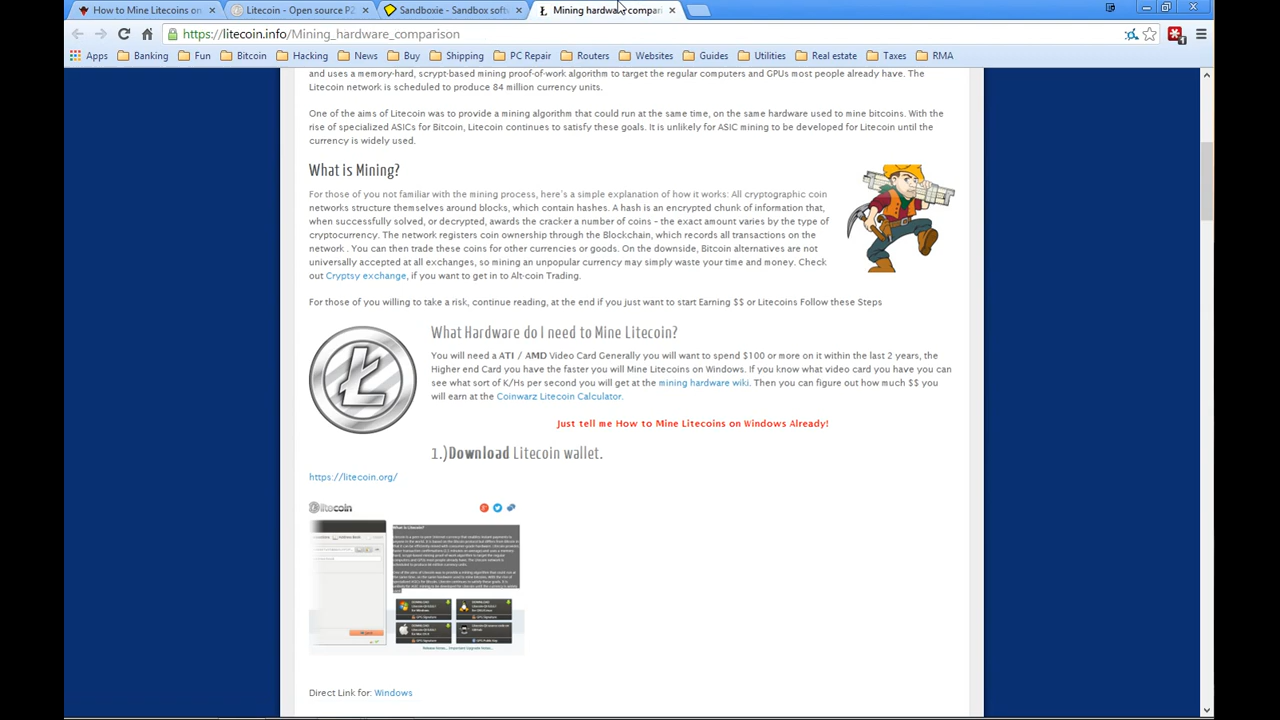 How to Mine Litecoins on
Litecoin - Open source P2
Sandboxie - Sandbox soft
Mining hardware compari
https://litecoin.info/Mining_hardware_comparison
Apps
Banking
Fun
Bitcoin
Hacking
News
Buy
Shipping
PC Repair
Routers
Websites
Guides
Utilities
Real estate
Taxes
RMA
and uses a memory-hard, scrypt-based mining proof-of-work algorithm to target the regular computers and GPUs most people already have. The
Litecoin network is scheduled to produce 84 million currency units.
One of the aims of Litecoin was to provide a mining algorithm that could run at the same time, on the same hardware used to mine bitcoins. With the
rise of specialized ASICs for Bitcoin, Litecoin continues to satisfy these goals. It is unlikely for ASIC mining to be developed for Litecoin until the
currency is widely used.
What is Mining?
For those of you not familiar with the mining process, here's a simple explanation of how it works: All cryptographic coin
networks structure themselves around blocks, which contain hashes. A hash is an encrypted chunk of information that,
when successfully solved, or decrypted, awards the cracker a number of coins - the exact amount varies by the type of
cryptocurrency. The network registers coin ownership through the Blockchain, which records all transactions on the
network . You can then trade these coins for other currencies or goods. On the downside, Bitcoin alternatives are not
universally accepted at all exchanges, so mining an unpopular currency may simply waste your time and money. Check
out Cryptsy exchange, if you want to get in to Alt-coin Trading.
For those of you willing to take a risk, continue reading, at the end if you just want to start Earning $$ or Litecoins Follow these Steps
What Hardware do I need to Mine Litecoin?
You will need a ATI / AMD Video Card Generally you will want to spend $100 or more on it within the last 2 years, the
Higher end Card you have the faster you will Mine Litecoins on Windows. If you know what video card you have you can
see what sort of K/Hs per second you will get at the mining hardware wiki. Then you can figure out how much $$ you
will earn at the Coinwarz Litecoin Calculator.
Just tell me How to Mine Litecoins on Windows Already!
1.)Download Litecoin wallet.
https://litecoin.org/
litecoin
What is Litecoin?
Direct Link for: Windows